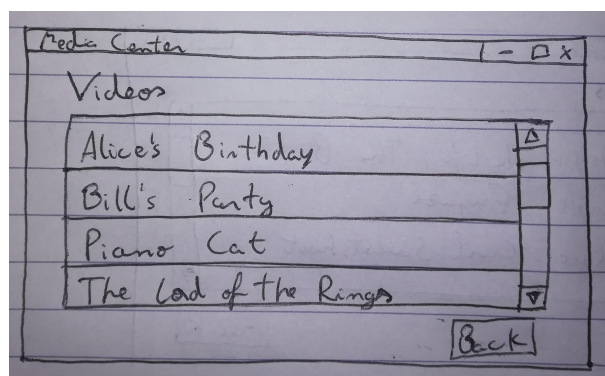 Media Center - □ X
Videos
Alice's Birthday
Bill's Party
Piano Cat
The Lord of the Rings
Back